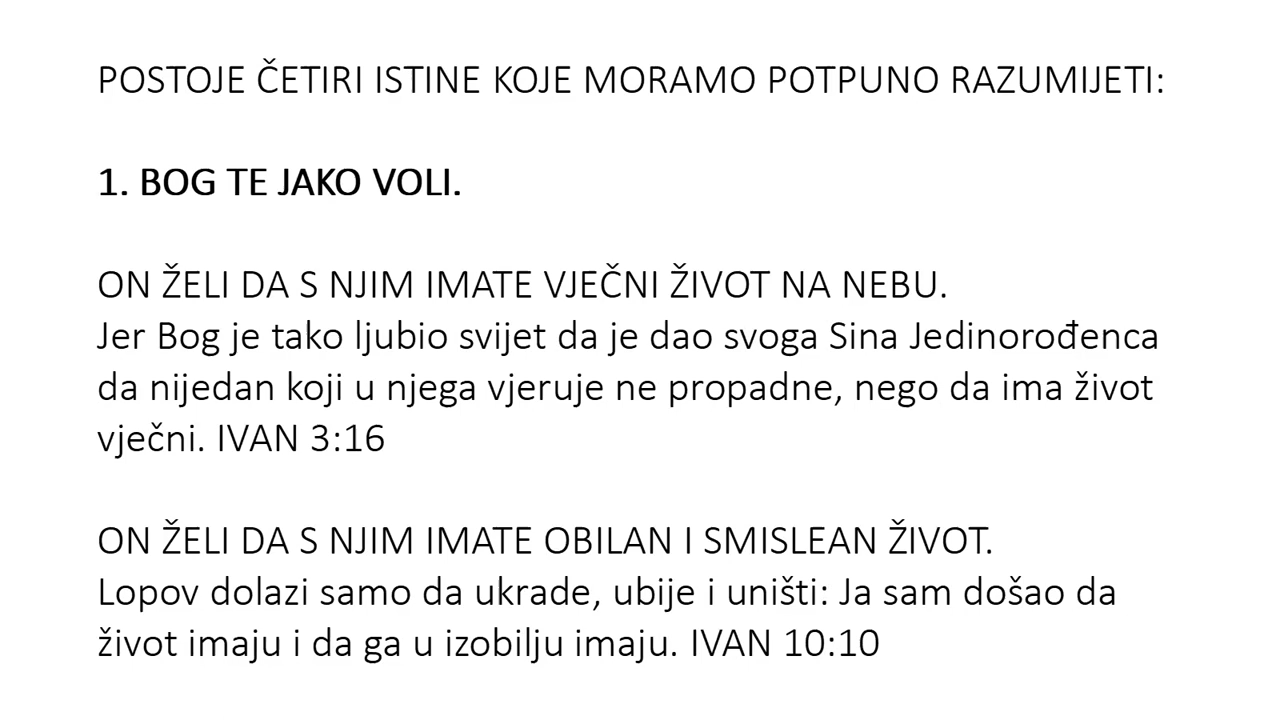 POSTOJE ČETIRI ISTINE KOJE MORAMO POTPUNO RAZUMIJETI:
1. BOG TE JAKO VOLI.
ON ŽELI DA S NJIM IMATE VJEČNI ŽIVOT NA NEBU.
Jer Bog je tako ljubio svijet da je dao svoga Sina Jedinorođenca
da nijedan koji u njega vjeruje ne propadne, nego da ima život
vječni. IVAN 3:16
ON ŽELI DA S NJIM IMATE OBILAN I SMISLEAN ŽIVOT.
Lopov dolazi samo da ukrade, ubije i uništi: Ja sam došao da
život imaju i da ga u izobilju imaju. IVAN 10:10